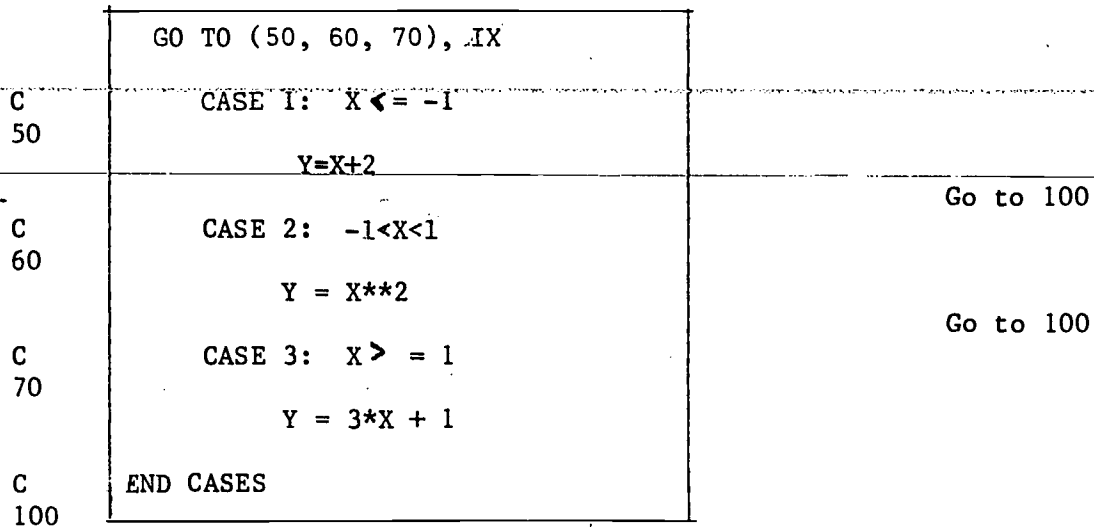 GO TO (50, 60, 70), IX
C CASE 1: X <= -1
50
Y=X+2
Go to 100
C CASE 2: -1<X<1
60
Y = X**2
Go to 100
C CASE 3: X > = 1
70
Y = 3*X + 1
C END CASES
100